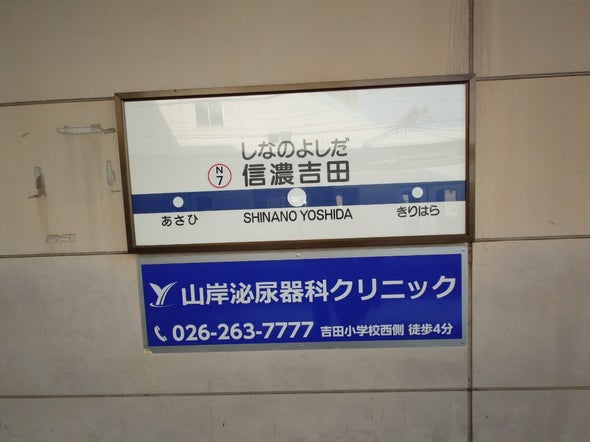 しなのよしだ
N
7
信濃吉田
あさひ
SHINANO YOSHIDA
きりはら
山岸泌尿器科クリニック
026-263-7777 吉田小学校西側 徒歩4分